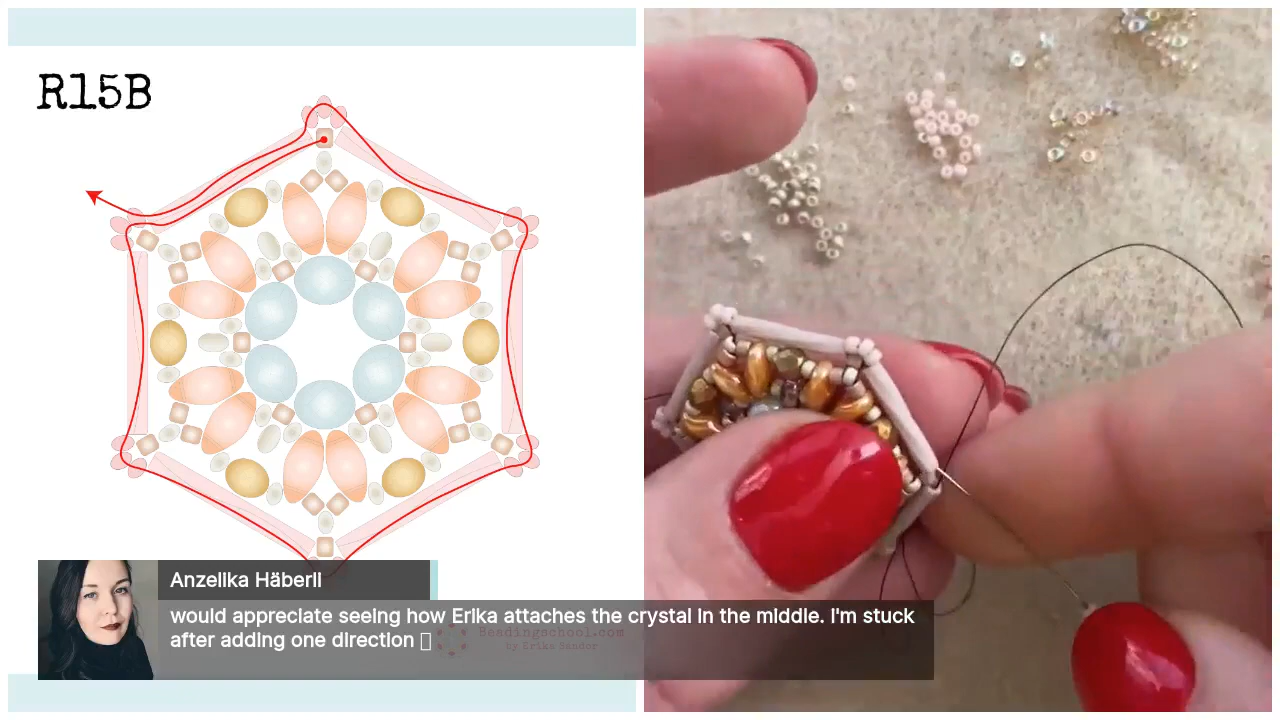 R15B
Anzelika Häberli
would appreciate seeing how Erika attaches the crystal in the middle. I'm stuck
after adding one direction
Beadingschool.com
by Erika Sandor